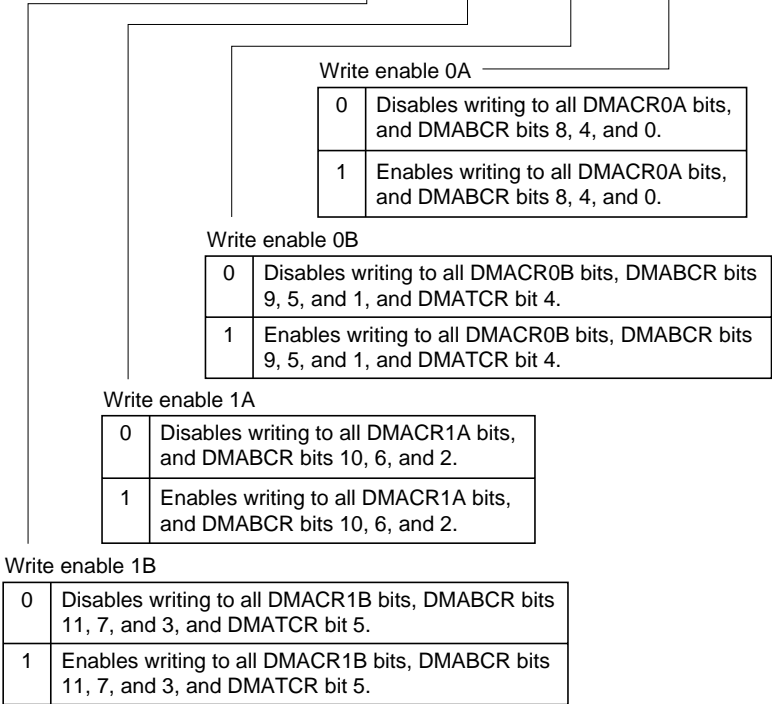 Write enable 0A
0 Disables writing to all DMACR0A bits,
and DMABCR bits 8, 4, and 0.
1 Enables writing to all DMACR0A bits,
and DMABCR bits 8, 4, and 0.
Write enable 0B
0 Disables writing to all DMACR0B bits, DMABCR bits
9, 5, and 1, and DMATCR bit 4.
1 Enables writing to all DMACR0B bits, DMABCR bits
9, 5, and 1, and DMATCR bit 4.
Write enable 1A
0 Disables writing to all DMACR1A bits,
and DMABCR bits 10, 6, and 2.
1 Enables writing to all DMACR1A bits,
and DMABCR bits 10, 6, and 2.
Write enable 1B
0 Disables writing to all DMACR1B bits, DMABCR bits
11, 7, and 3, and DMATCR bit 5.
1 Enables writing to all DMACR1B bits, DMABCR bits
11, 7, and 3, and DMATCR bit 5.